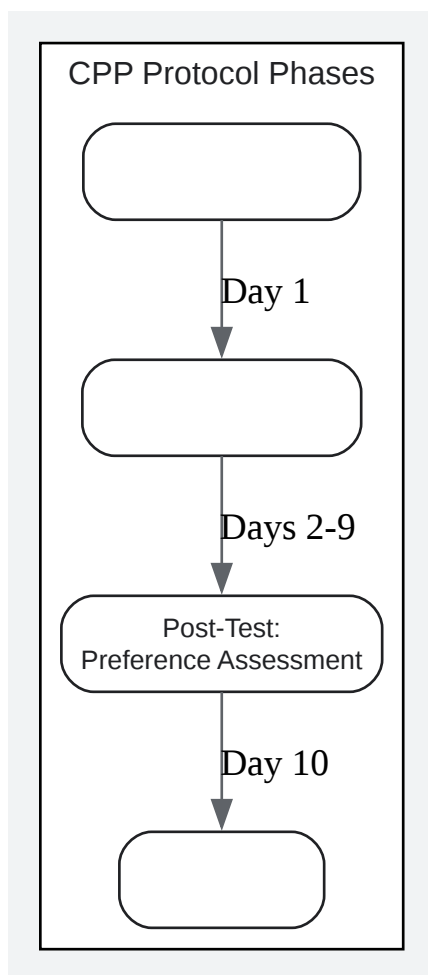 CPP Protocol Phases
Day 1
Days 2-9
Post-Test:
Preference Assessment
Day 10